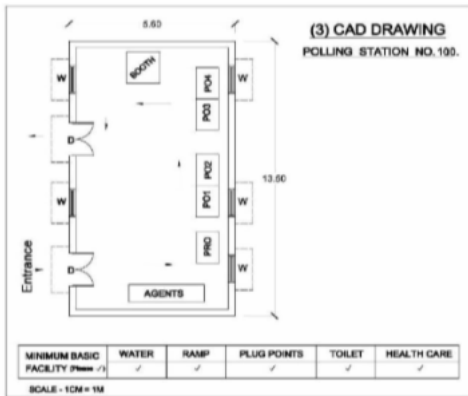 5.60
(3) CAD DRAWING
POLLING STATION NO. 100.
BOOTH
W
PO4
W
PO3
D
PO2
13.60
W
PO1
W
PRO
Entrance
D
W
AGENTS
MINIMUM BASIC FACILITY (Please ✓) WATER RAMP PLUG POINTS TOILET HEALTH CARE
✓ ✓ ✓ ✓ ✓
SCALE - 1CM = 1M